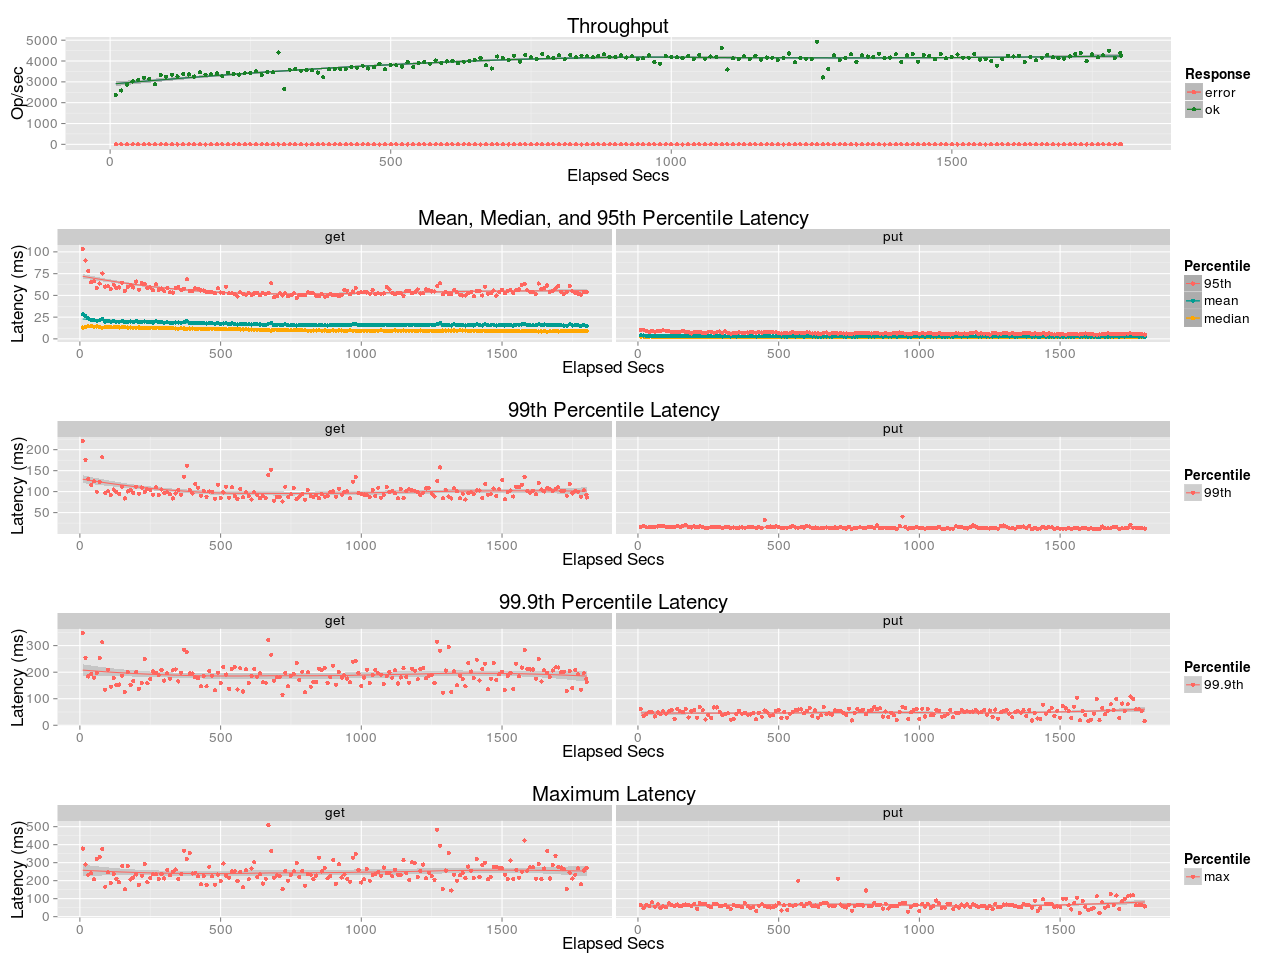 Throughput
Op/sec
5000
4000
3000
2000
1000
0
0 500 1000 1500
Elapsed Secs
Response
error
ok
Mean, Median, and 95th Percentile Latency
get put
Latency (ms)
100
75
50
25
0
0 500 1000 1500 0 500 1000 1500
Elapsed Secs
Percentile
95th
mean
median
99th Percentile Latency
get put
Latency (ms)
200
150
100
50
0 500 1000 1500 0 500 1000 1500
Elapsed Secs
Percentile
99th
99.9th Percentile Latency
get put
Latency (ms)
300
200
100
0
0 500 1000 1500 0 500 1000 1500
Elapsed Secs
Percentile
99.9th
Maximum Latency
get put
Latency (ms)
500
400
300
200
100
0
0 500 1000 1500 0 500 1000 1500
Elapsed Secs
Percentile
max